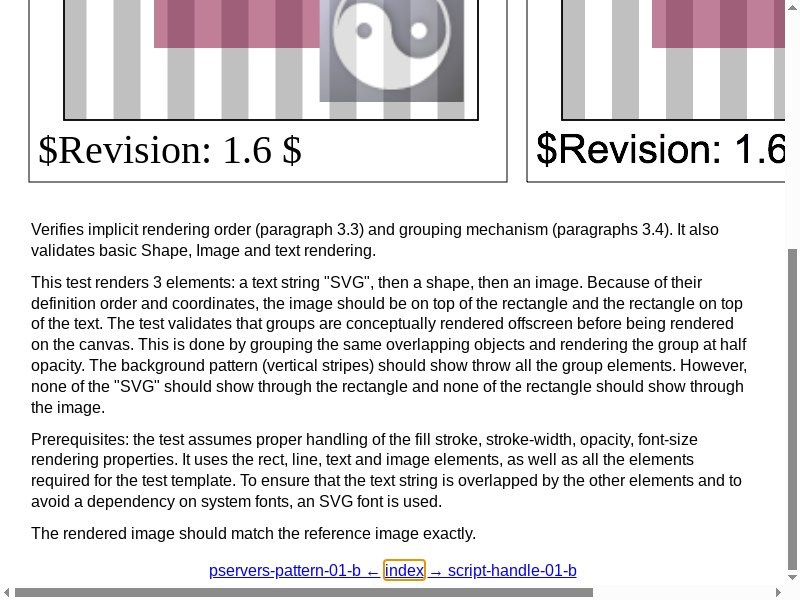 $Revision: 1.6 $
$Revision: 1.6
Verifies implicit rendering order (paragraph 3.3) and grouping mechanism (paragraphs 3.4). It also
validates basic Shape, Image and text rendering.
This test renders 3 elements: a text string "SVG", then a shape, then an image. Because of their
definition order and coordinates, the image should be on top of the rectangle and the rectangle on top
of the text. The test validates that groups are conceptually rendered offscreen before being rendered
on the canvas. This is done by grouping the same overlapping objects and rendering the group at half
opacity. The background pattern (vertical stripes) should show throw all the group elements. However,
none of the "SVG" should show through the rectangle and none of the rectangle should show through
the image.
Prerequisites: the test assumes proper handling of the fill stroke, stroke-width, opacity, font-size
rendering properties. It uses the rect, line, text and image elements, as well as all the elements
required for the test template. To ensure that the text string is overlapped by the other elements and to
avoid a dependency on system fonts, an SVG font is used.
The rendered image should match the reference image exactly.
pservers-pattern-01-b ← index → script-handle-01-b